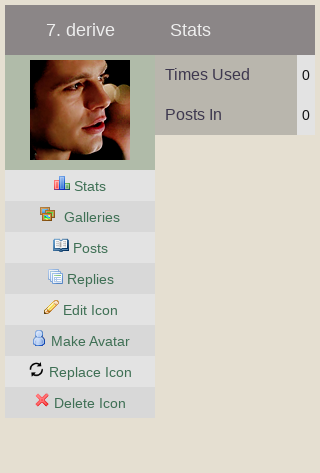 7. derive
Stats
Galleries
Posts
Replies
Edit Icon
Make Avatar
Replace Icon
Delete Icon
Stats
Times Used 0
Posts In 0